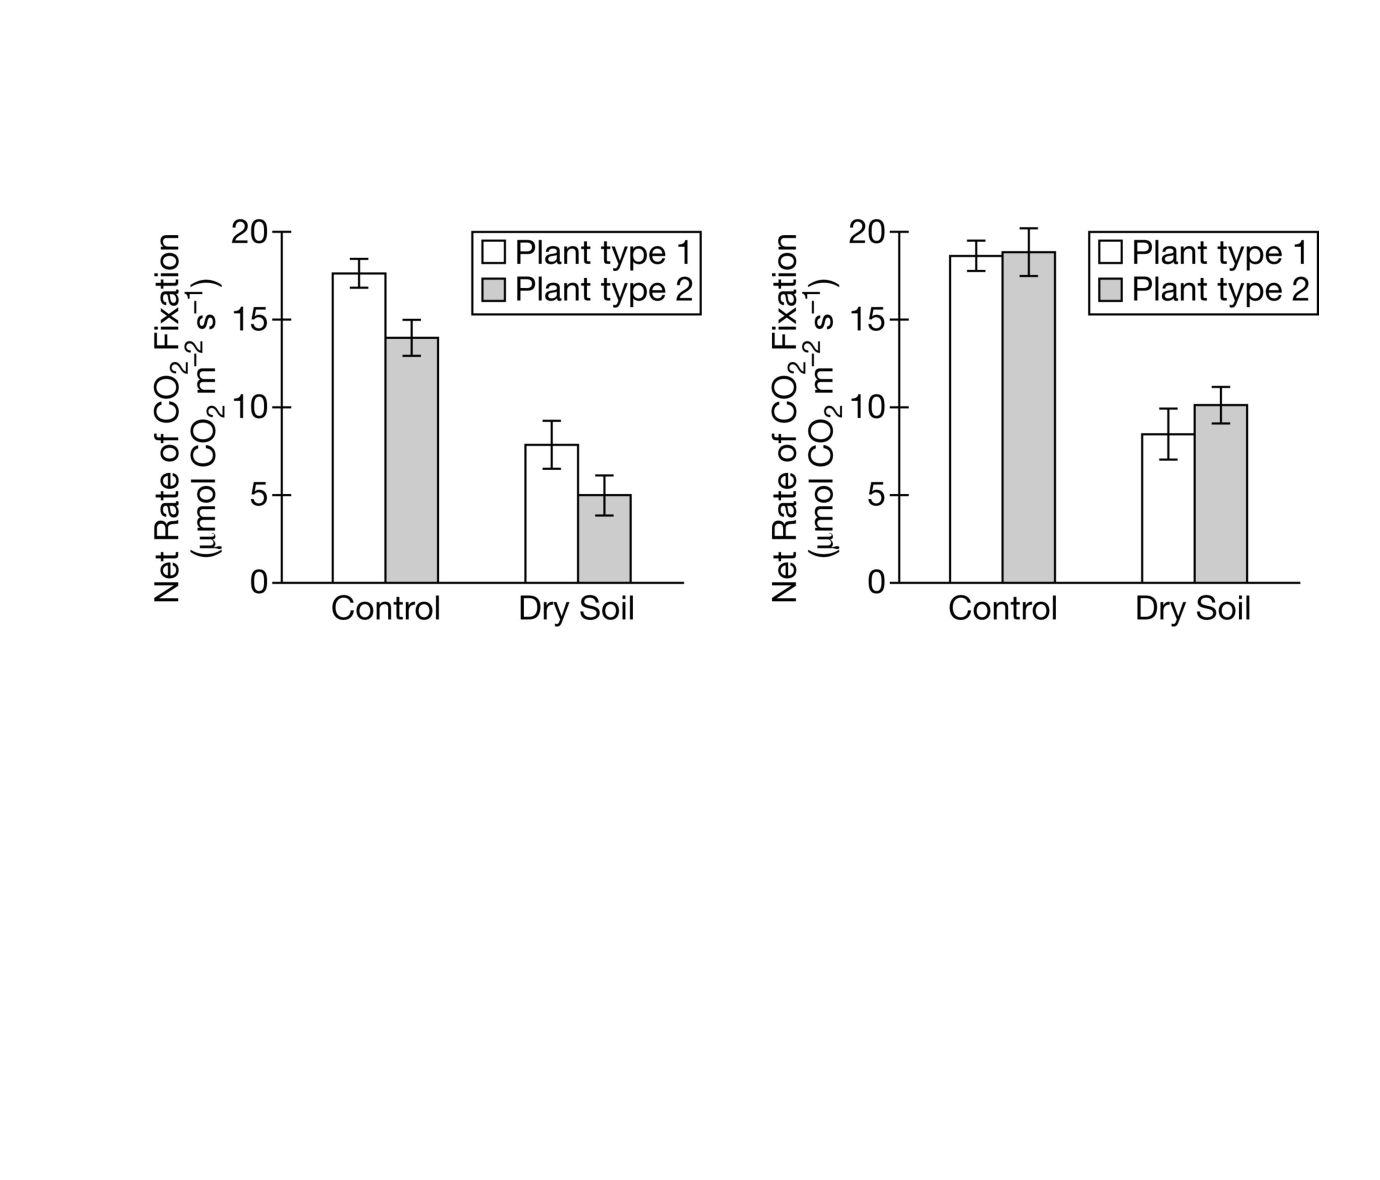 Net Rate of CO₂ Fixation
(μmol CO₂ m⁻² s⁻¹)
20
15
10
5
0
Plant type 1
Plant type 2
Control
Dry Soil
Net Rate of CO₂ Fixation
(μmol CO₂ m⁻² s⁻¹)
20
15
10
5
0
Plant type 1
Plant type 2
Control
Dry Soil